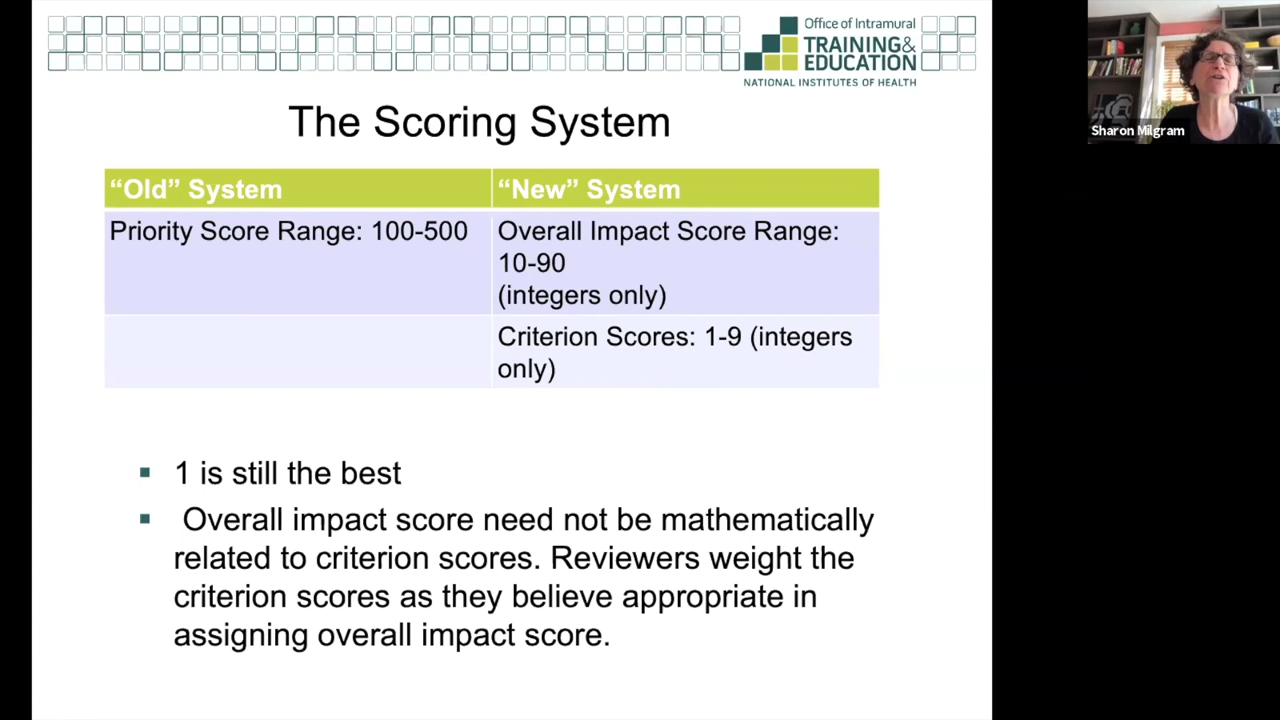 Office of Intramural
TRAINING&
EDUCATION
NATIONAL INSTITUTES OF HEALTH
Sharon Milgram
The Scoring System
“Old” System
“New” System
Priority Score Range: 100-500
Overall Impact Score Range:
10-90
(integers only)
Criterion Scores: 1-9 (integers
only)
1 is still the best
Overall impact score need not be mathematically
related to criterion scores. Reviewers weight the
criterion scores as they believe appropriate in
assigning overall impact score.